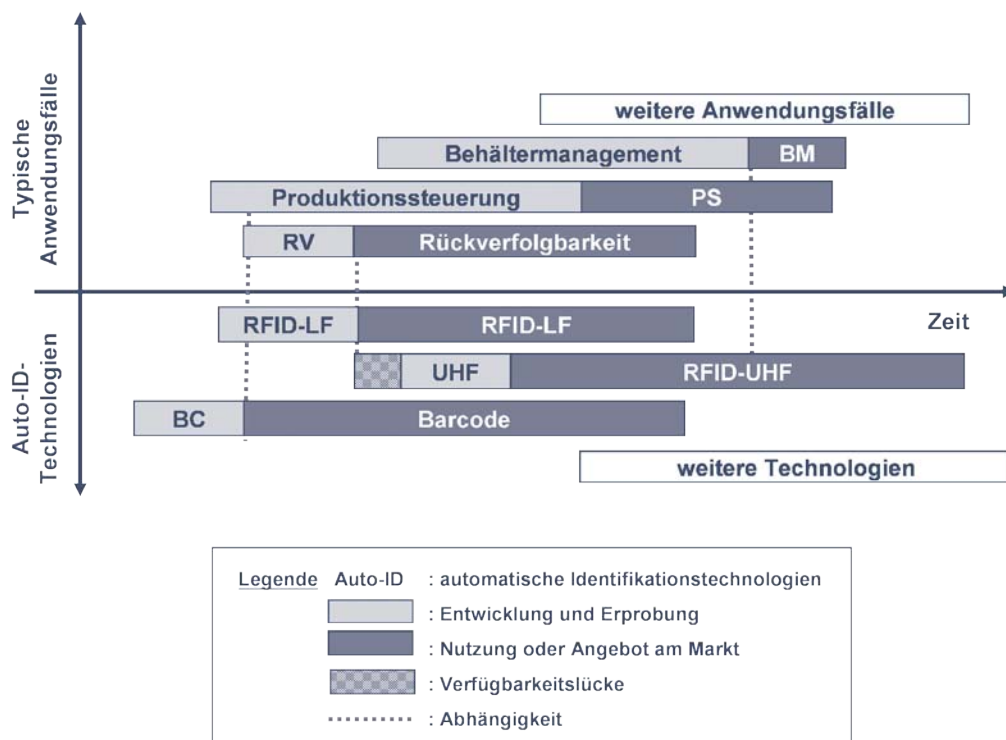 Typische
Anwendungsfälle
weitere Anwendungsfälle
Behältermanagement BM
Produktionssteuerung PS
RV Rückverfolgbarkeit
Zeit
Auto-ID-
Technologien
RFID-LF RFID-LF
UHF RFID-UHF
BC Barcode
weitere Technologien
Legende Auto-ID : automatische Identifikationstechnologien
: Entwicklung und Erprobung
: Nutzung oder Angebot am Markt
: Verfügbarkeitslücke
: Abhängigkeit